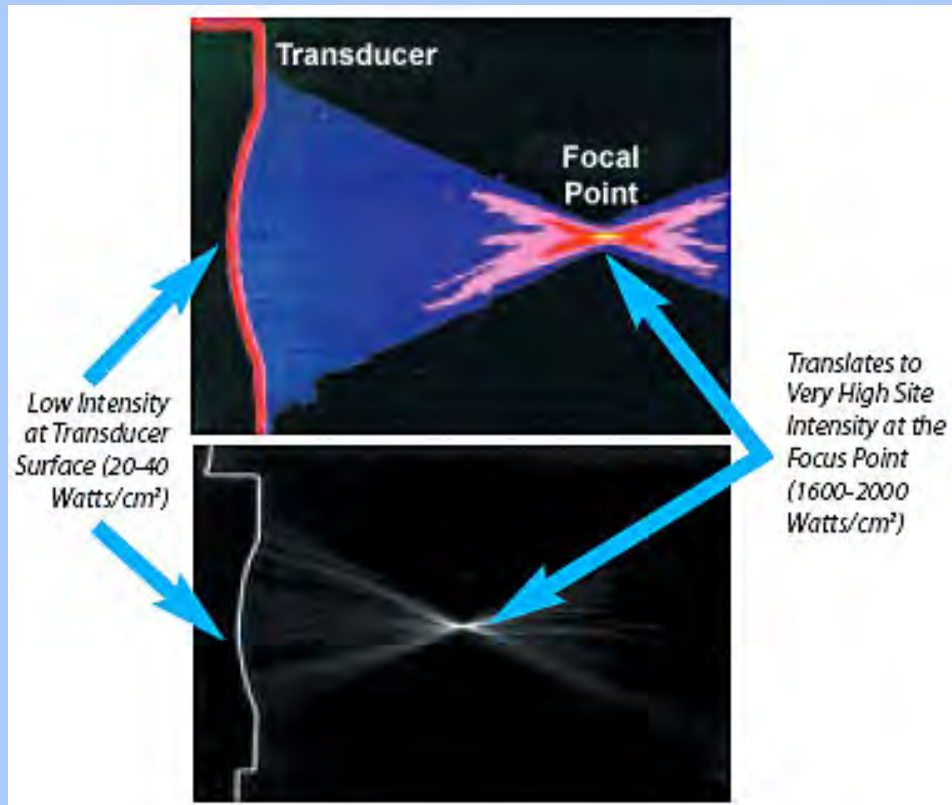 Transducer
Focal
Point
Low Intensity
at Transducer
Surface (20-40
Watts/cm²)
Translates to
Very High Site
Intensity at the
Focus Point
(1600-2000
Watts/cm²)